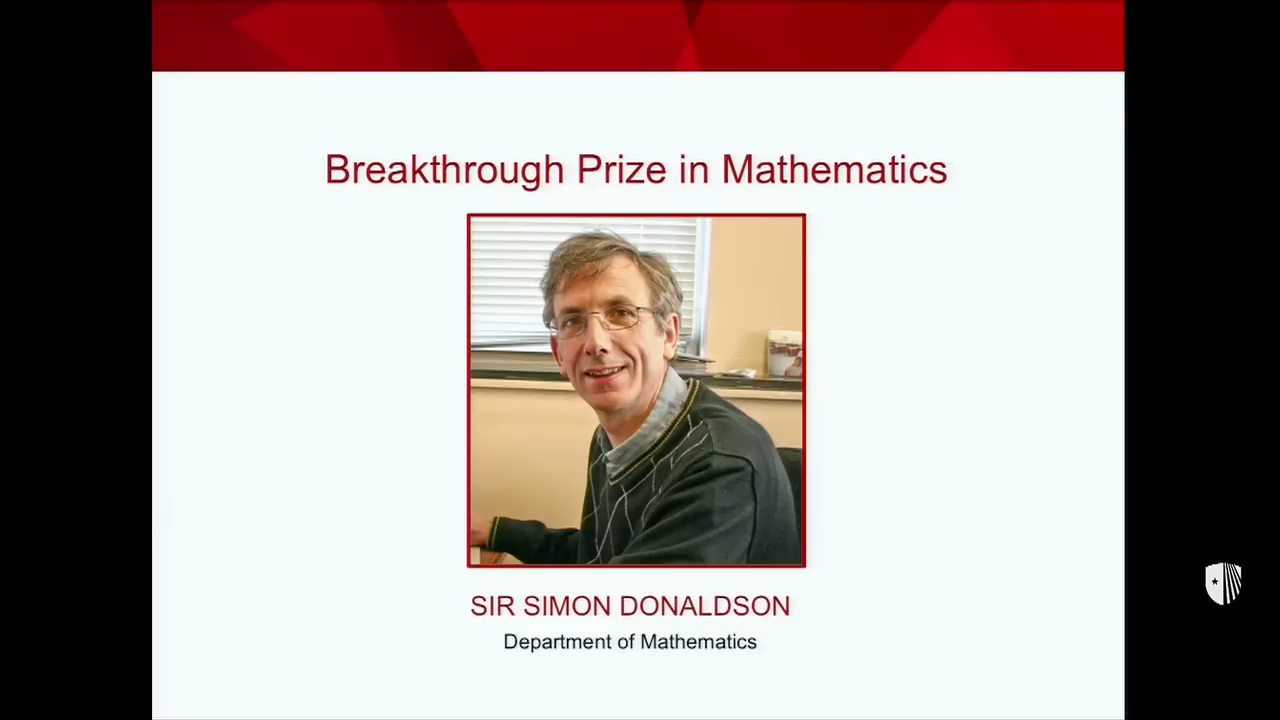 Breakthrough Prize in Mathematics
SIR SIMON DONALDSON
Department of Mathematics